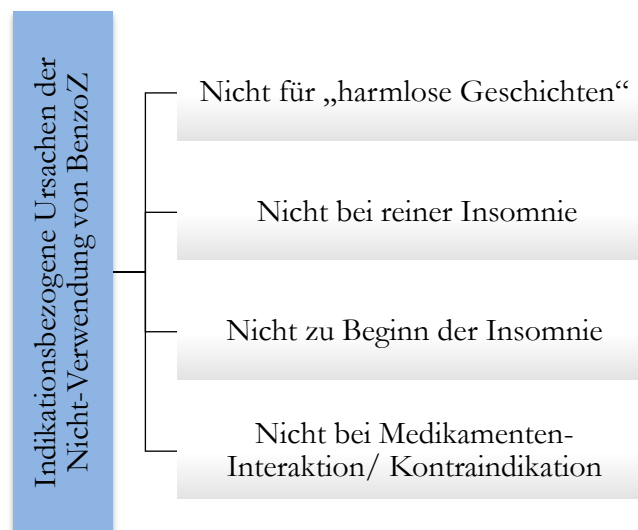 Indikationsbezogene Ursachen der
Nicht-Verwendung von BenzoZ
Nicht für „harmlose Geschichten“
Nicht bei reiner Insomnie
Nicht zu Beginn der Insomnie
Nicht bei Medikamenten-
Interaktion/ Kontraindikation